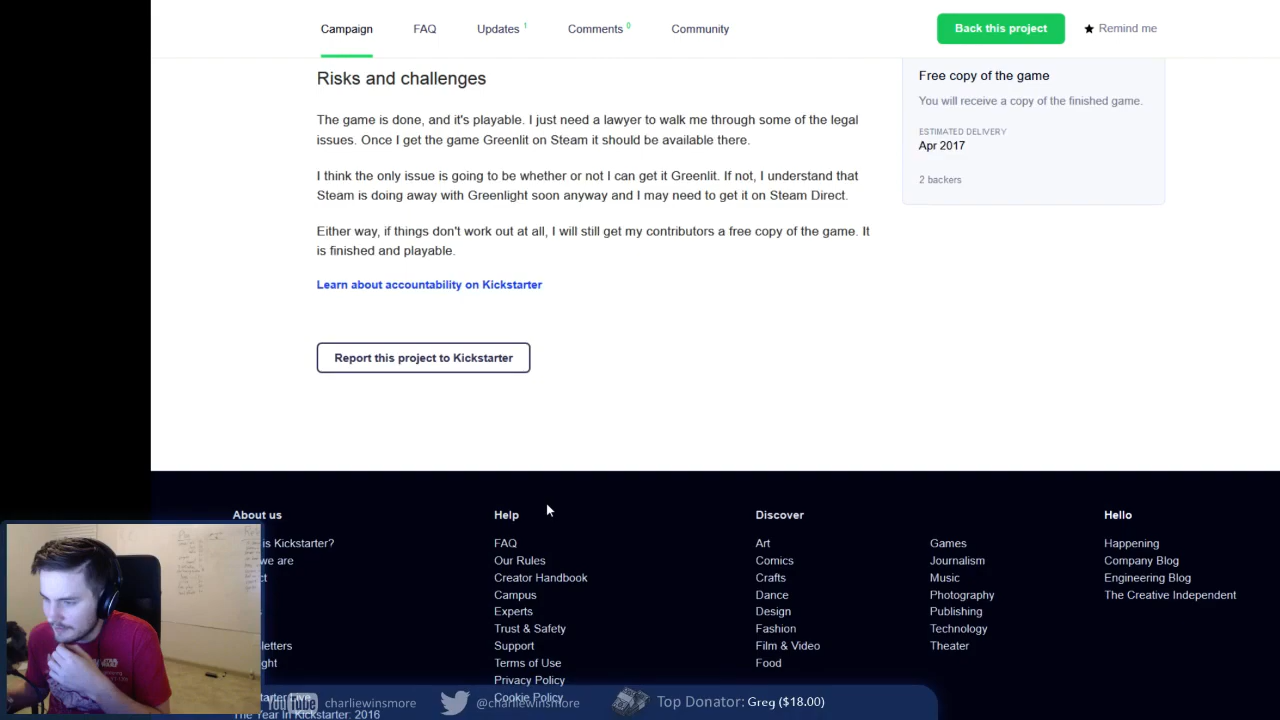 Campaign
FAQ
Updates 1
Comments 0
Community
Back this project
★ Remind me
Risks and challenges
The game is done, and it's playable. I just need a lawyer to walk me through some of the legal
issues. Once I get the game Greenlit on Steam it should be available there.
I think the only issue is going to be whether or not I can get it Greenlit. If not, I understand that
Steam is doing away with Greenlight soon anyway and I may need to get it on Steam Direct.
Either way, if things don't work out at all, I will still get my contributors a free copy of the game. It
is finished and playable.
Learn about accountability on Kickstarter
Report this project to Kickstarter
Free copy of the game
You will receive a copy of the finished game.
ESTIMATED DELIVERY
Apr 2017
2 backers
About us
is Kickstarter?
we are
Help
FAQ
Our Rules
Creator Handbook
Campus
Experts
Trust & Safety
Support
Terms of Use
Privacy Policy
Cookie Policy
Discover
Art
Comics
Crafts
Dance
Design
Fashion
Film & Video
Food
Games
Journalism
Music
Photography
Publishing
Technology
Theater
Hello
Happening
Company Blog
Engineering Blog
The Creative Independent
YouTube charliewinsmore
@charliewinsmore
Top Donator: Greg ($18.00)
The Year In Kickstarter: 2016